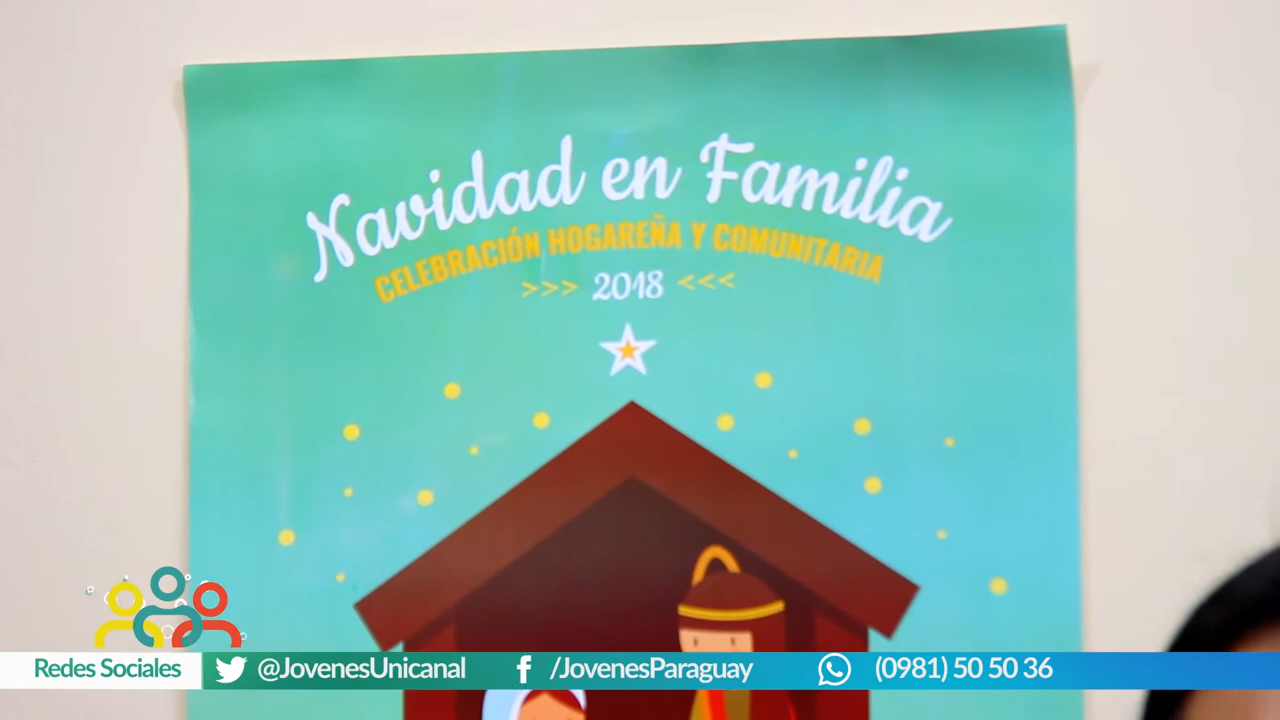 Navidad en Familia
CELEBRACIÓN HOGAREÑA Y COMUNITARIA
>>> 2018 <<<
Redes Sociales @JovenesUnicanal /JovenesParaguay (0981) 50 50 36